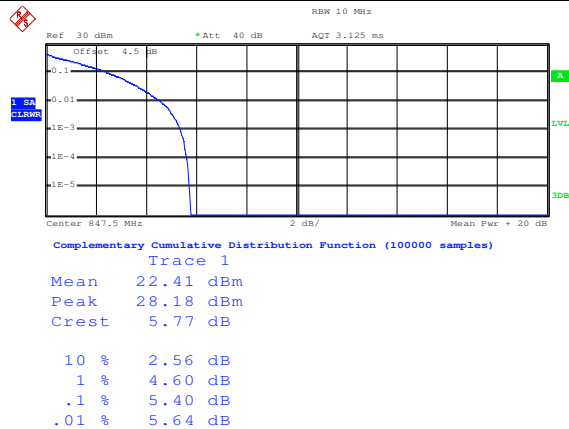 RBW 10 MHz
Ref 30 dBm *Att 40 dB AQT 3.125 ms
Offset 4.5 dB
0.1
A
0.01
1 SA
CLRWR
1E-3
LVL
1E-4
1E-5
3DB
Center 847.5 MHz 2 dB/ Mean Pwr + 20 dB
Complementary Cumulative Distribution Function (100000 samples)
Trace 1
Mean 22.41 dBm
Peak 28.18 dBm
Crest 5.77 dB
10 % 2.56 dB
1 % 4.60 dB
.1 % 5.40 dB
.01 % 5.64 dB